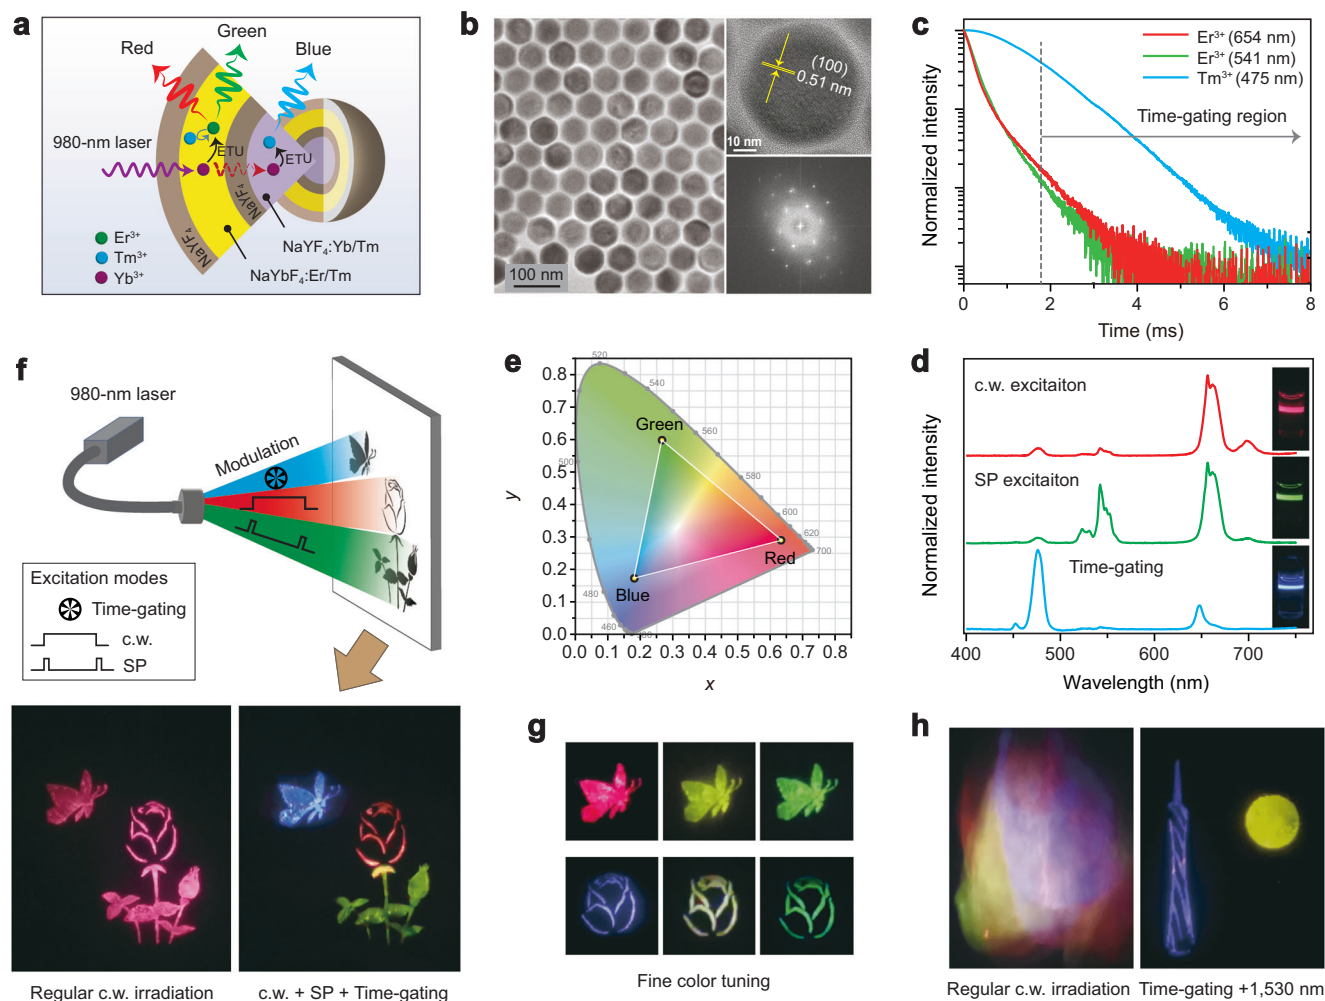 a
Red
Green
Blue
980-nm laser
ETU
ETU
NaYF₄
NaYF₄
Er³⁺
Tm³⁺
Yb³⁺
NaYF₄:Yb/Tm
NaYbF₄:Er/Tm
b
100 nm
(100)
0.51 nm
10 nm
c
Normalized intensity
Er³⁺ (654 nm)
Er³⁺ (541 nm)
Tm³⁺ (475 nm)
Time-gating region
0 2 4 6 8
Time (ms)
f
980-nm laser
Modulation
Excitation modes
Time-gating
c.w.
SP
Regular c.w. irradiation
c.w. + SP + Time-gating
e
y
0.8
0.7
0.6
0.5
0.4
0.3
0.2
0.1
0.0
0.0 0.1 0.2 0.3 0.4 0.5 0.6 0.7 0.8
x
520
540
560
580
600
620
700
500
480
460
Green
Red
Blue
d
Normalized intensity
c.w. excitaiton
SP excitaiton
Time-gating
400 500 600 700
Wavelength (nm)
g
Fine color tuning
h
Regular c.w. irradiation
Time-gating +1,530 nm